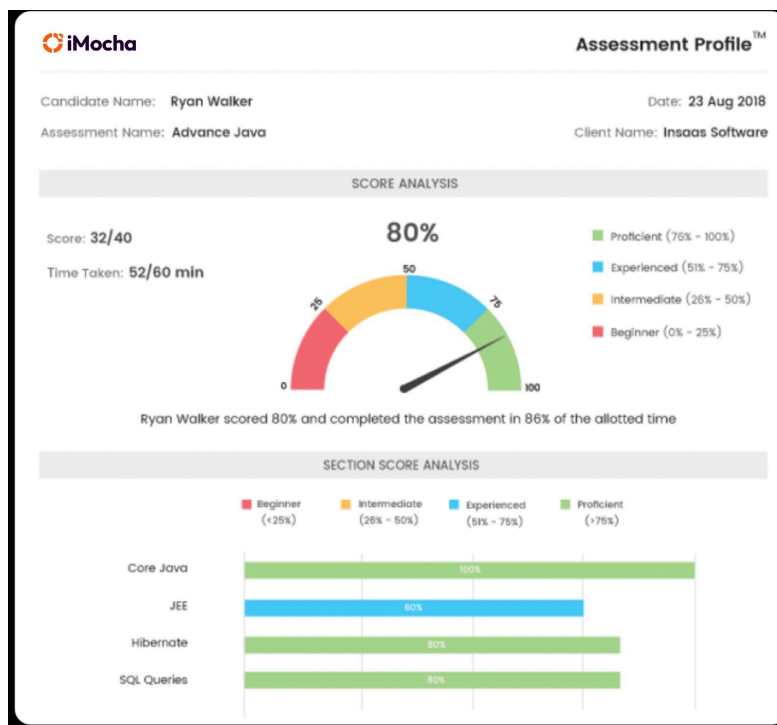 iMocha
Assessment Profile™
Candidate Name: Ryan Walker
Date: 23 Aug 2018
Assessment Name: Advance Java
Client Name: Insaas Software
SCORE ANALYSIS
Score: 32/40
Time Taken: 52/60 min
80%
0
25
50
75
100
Proficient (76% - 100%)
Experienced (51% - 75%)
Intermediate (26% - 50%)
Beginner (0% - 25%)
Ryan Walker scored 80% and completed the assessment in 86% of the allotted time
SECTION SCORE ANALYSIS
Beginner
(<25%)
Intermediate
(26% - 50%)
Experienced
(51% - 75%)
Proficient
(>75%)
Core Java
100%
JEE
60%
Hibernate
80%
SQL Queries
80%